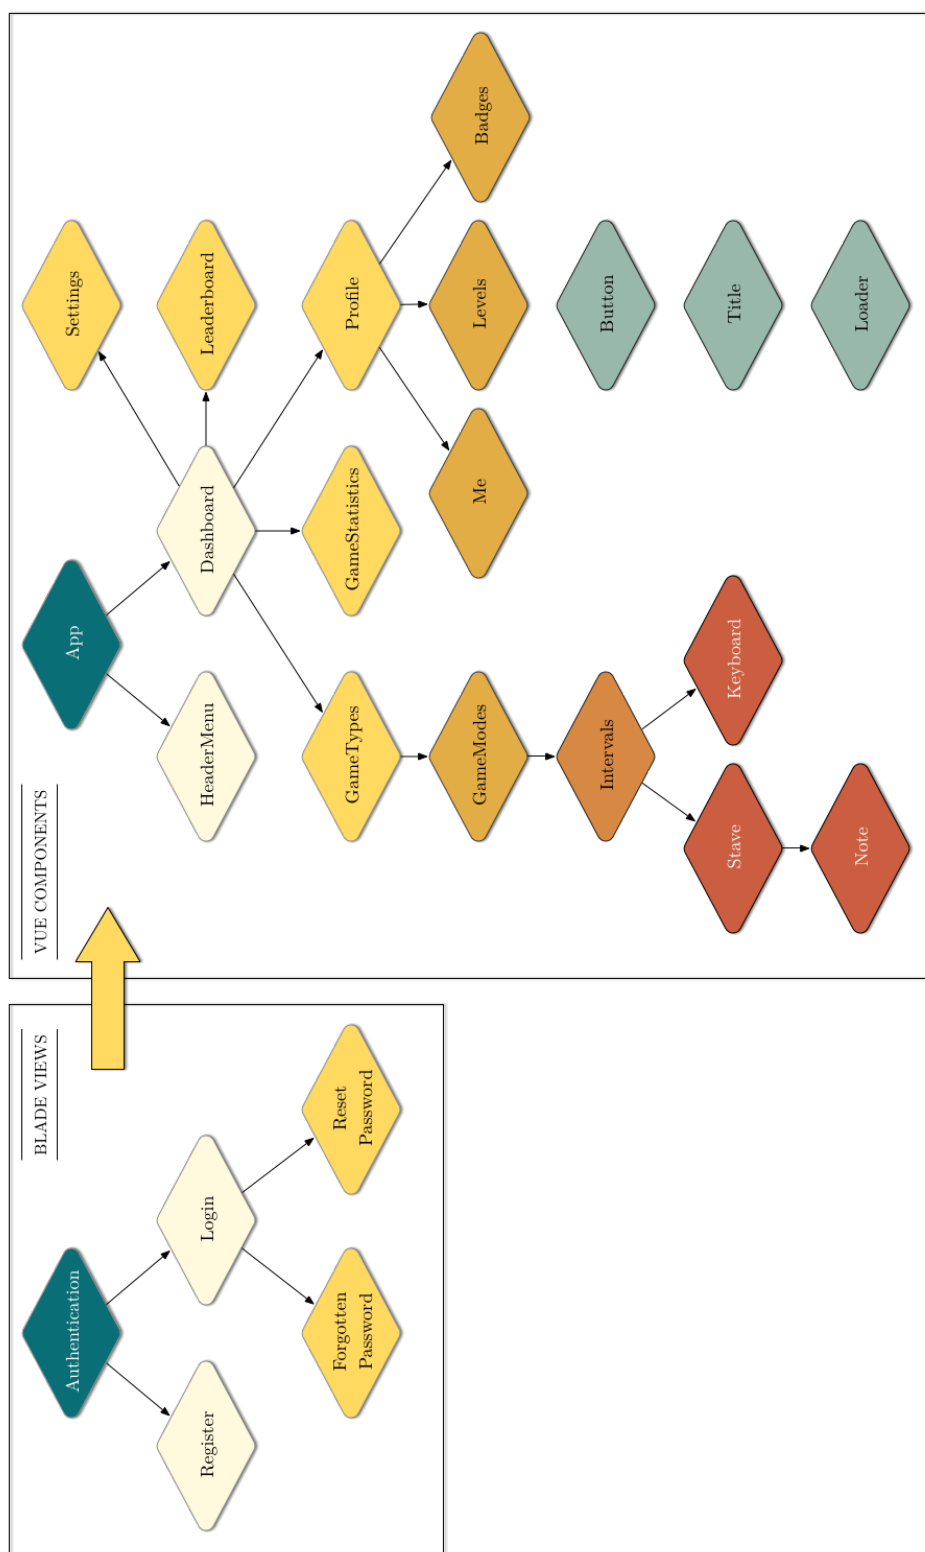 BLADE VIEWS
Authentication
Register
Login
Forgotten
Password
Reset
Password
VUE COMPONENTS
App
HeaderMenu
Dashboard
Settings
Leaderboard
GameTypes
GameStatistics
Profile
GameModes
Me
Levels
Badges
Intervals
Button
Stave
Keyboard
Title
Note
Loader